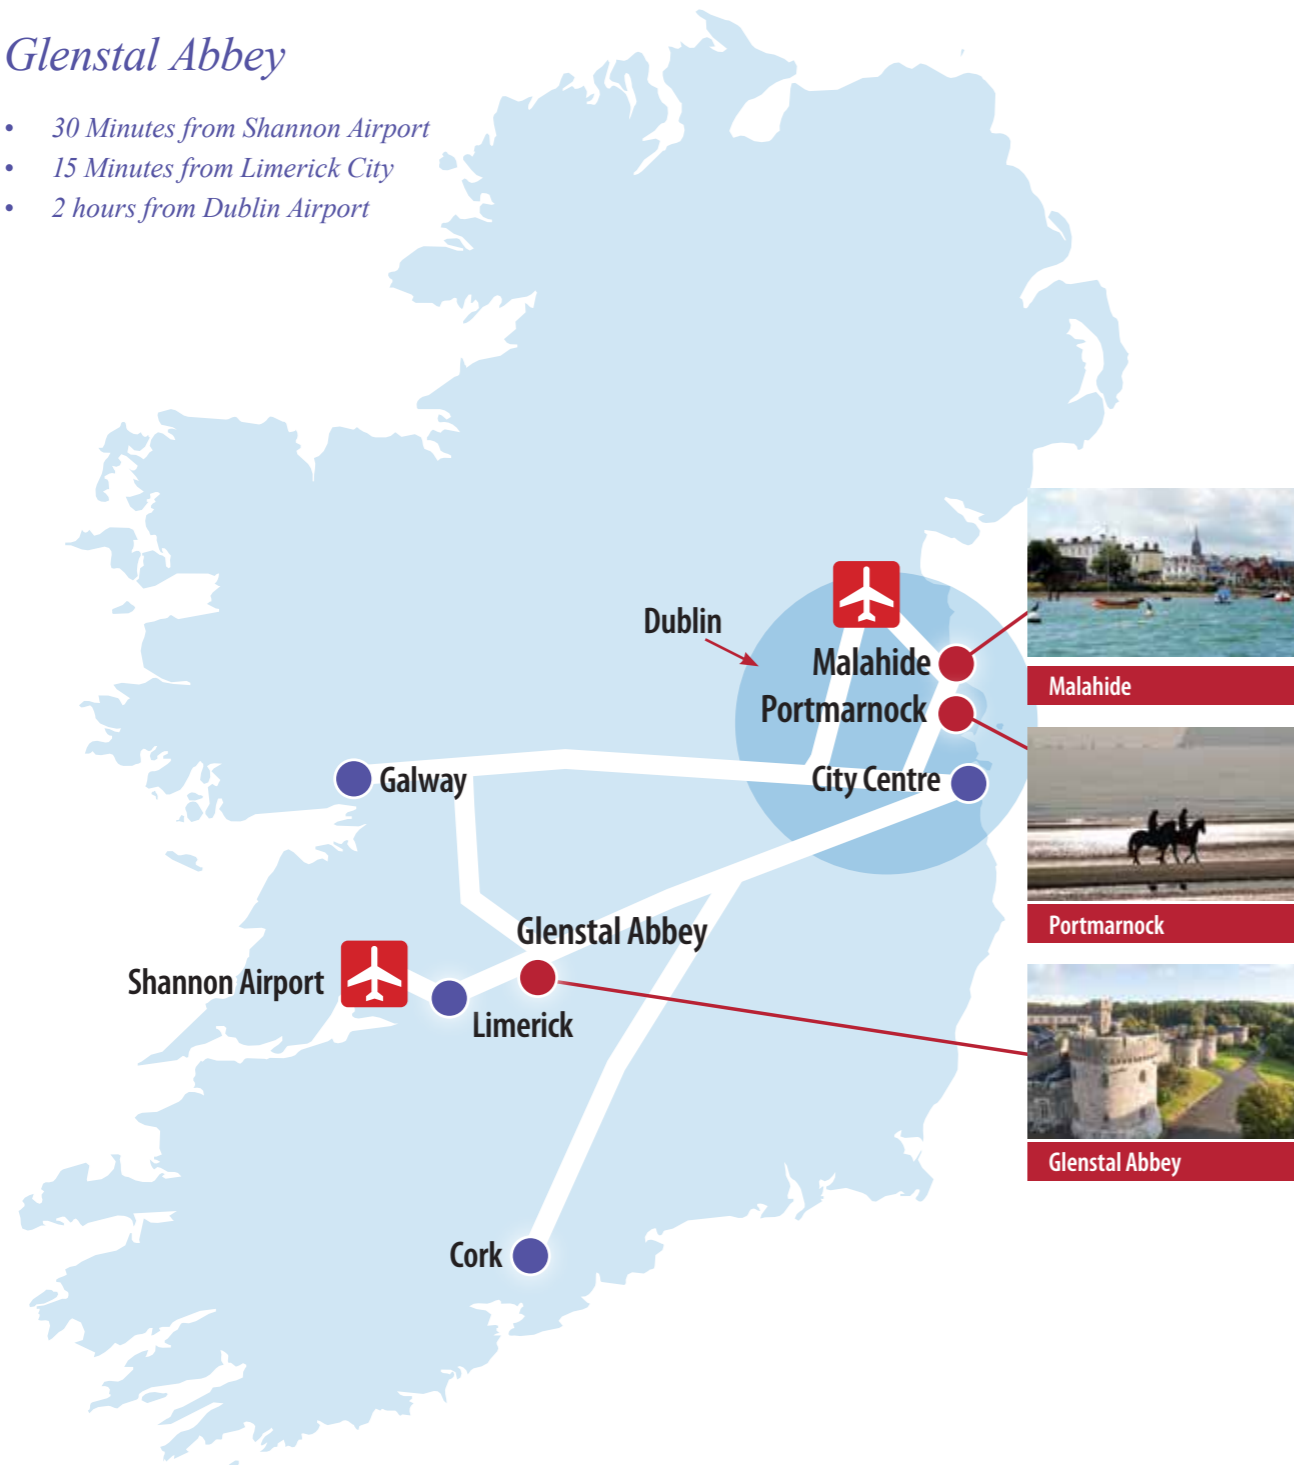 Glenstal Abbey
• 30 Minutes from Shannon Airport
• 15 Minutes from Limerick City
• 2 hours from Dublin Airport
Dublin
Malahide
Portmarnock
Malahide
Galway
City Centre
Portmarnock
Glenstal Abbey
Shannon Airport
Limerick
Glenstal Abbey
Cork